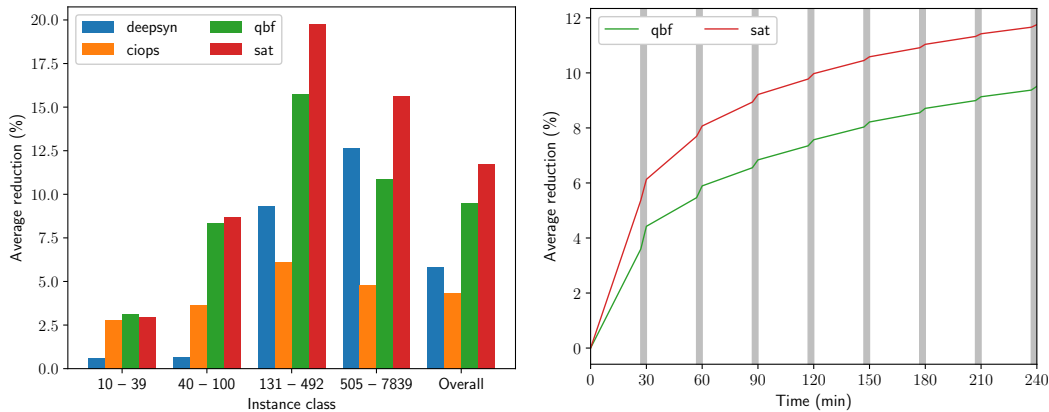 deepsyn
ciops
qbf
sat
Average reduction (%)
20.0
17.5
15.0
12.5
10.0
7.5
5.0
2.5
0.0
10 − 39
40 − 100
131 − 492
505 − 7839
Overall
Instance class
qbf
sat
Average reduction (%)
12
10
8
6
4
2
0
0
30
60
90
120
150
180
210
240
Time (min)